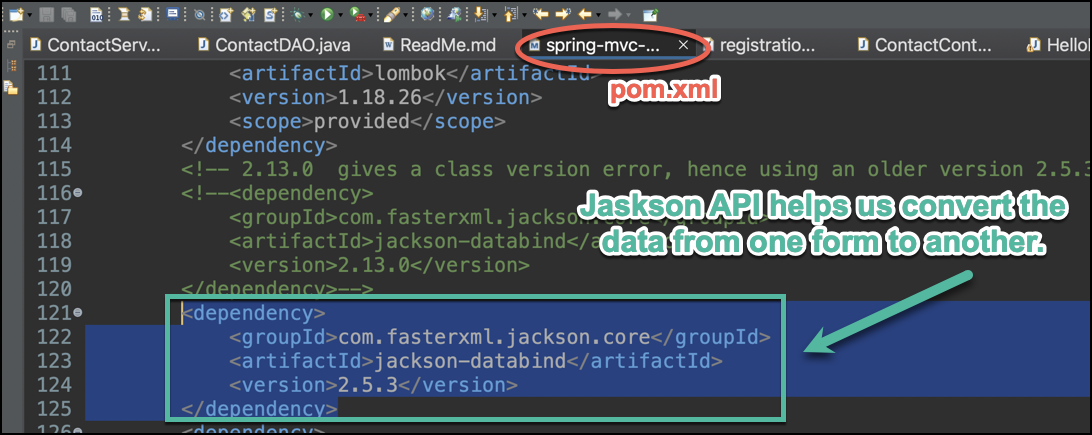 ContactServ...
ContactDAO.java
ReadMe.md
spring-mvc-...
registratio...
ContactCont...
Hello
pom.xml
111 <artifactId>lombok</artifactId>
112 <version>1.18.26</version>
113 <scope>provided</scope>
114 </dependency>
115 <!-- 2.13.0  gives a class version error, hence using an older version 2.5.3
116 <!--<dependency>
Jaskson API helps us convert the
data from one form to another.
117 <groupId>com.fasterxml.jackson.core</groupId>
118 <artifactId>jackson-databind</
119 <version>2.13.0</version>
120 </dependency>-->
121 <dependency>
122 <groupId>com.fasterxml.jackson.core</groupId>
123 <artifactId>jackson-databind</artifactId>
124 <version>2.5.3</version>
125 </dependency>
126 <dependency>